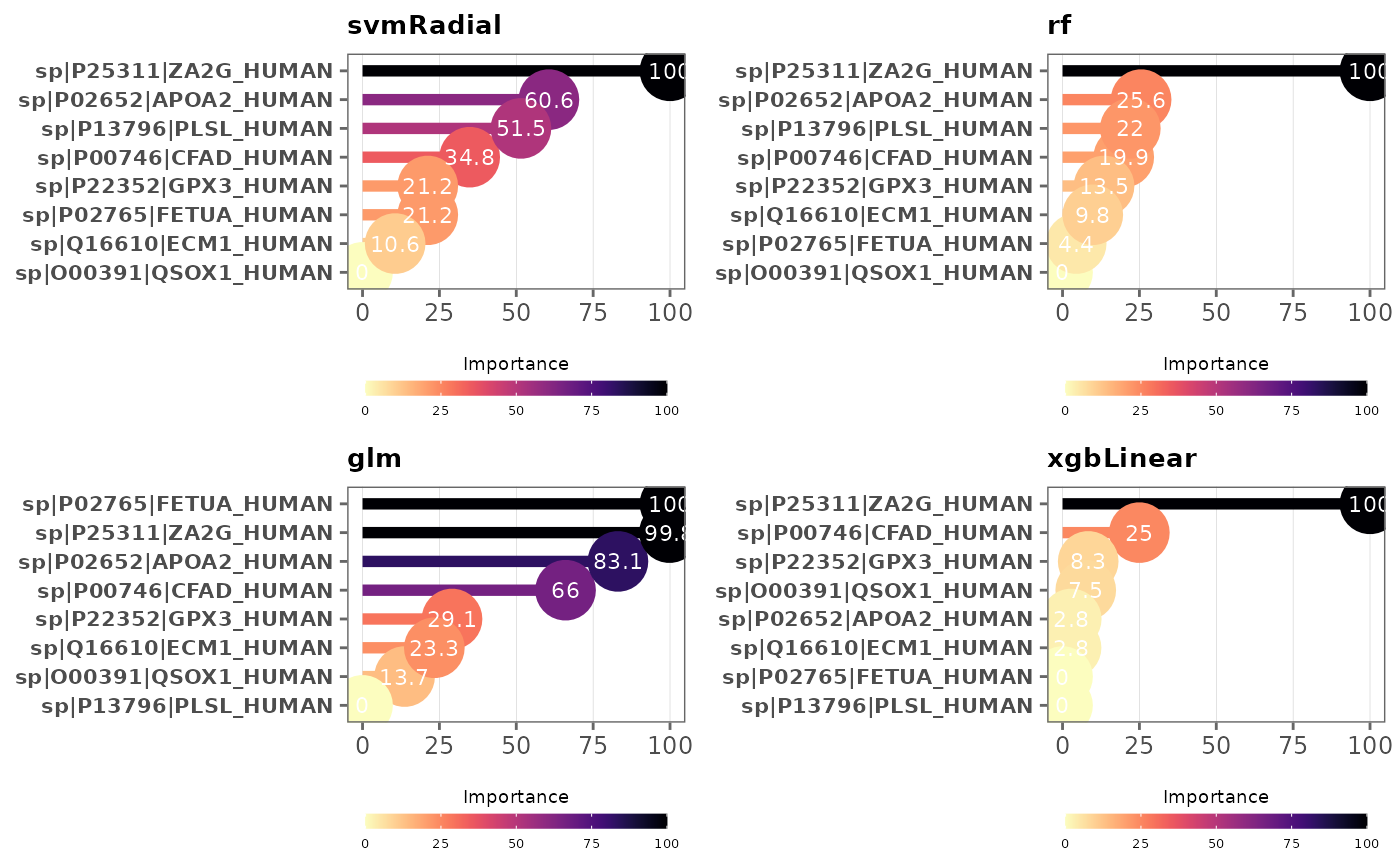 svmRadial
sp|P25311|ZA2G_HUMAN 100
sp|P02652|APOA2_HUMAN 60.6
sp|P13796|PLSL_HUMAN 51.5
sp|P00746|CFAD_HUMAN 34.8
sp|P22352|GPX3_HUMAN 21.2
sp|P02765|FETUA_HUMAN 21.2
sp|Q16610|ECM1_HUMAN 10.6
sp|O00391|QSOX1_HUMAN 0
0 25 50 75 100
Importance
0 25 50 75 100
rf
sp|P25311|ZA2G_HUMAN 100
sp|P02652|APOA2_HUMAN 25.6
sp|P13796|PLSL_HUMAN 22
sp|P00746|CFAD_HUMAN 19.9
sp|P22352|GPX3_HUMAN 13.5
sp|Q16610|ECM1_HUMAN 9.8
sp|P02765|FETUA_HUMAN 4.4
sp|O00391|QSOX1_HUMAN 0
0 25 50 75 100
Importance
0 25 50 75 100
glm
sp|P02765|FETUA_HUMAN 100
sp|P25311|ZA2G_HUMAN 99.8
sp|P02652|APOA2_HUMAN 83.1
sp|P00746|CFAD_HUMAN 66
sp|P22352|GPX3_HUMAN 29.1
sp|Q16610|ECM1_HUMAN 23.3
sp|O00391|QSOX1_HUMAN 13.7
sp|P13796|PLSL_HUMAN 0
0 25 50 75 100
Importance
0 25 50 75 100
xgbLinear
sp|P25311|ZA2G_HUMAN 100
sp|P00746|CFAD_HUMAN 25
sp|P22352|GPX3_HUMAN 8.3
sp|O00391|QSOX1_HUMAN 7.5
sp|P02652|APOA2_HUMAN 2.8
sp|Q16610|ECM1_HUMAN 2.8
sp|P02765|FETUA_HUMAN 0
sp|P13796|PLSL_HUMAN 0
0 25 50 75 100
Importance
0 25 50 75 100